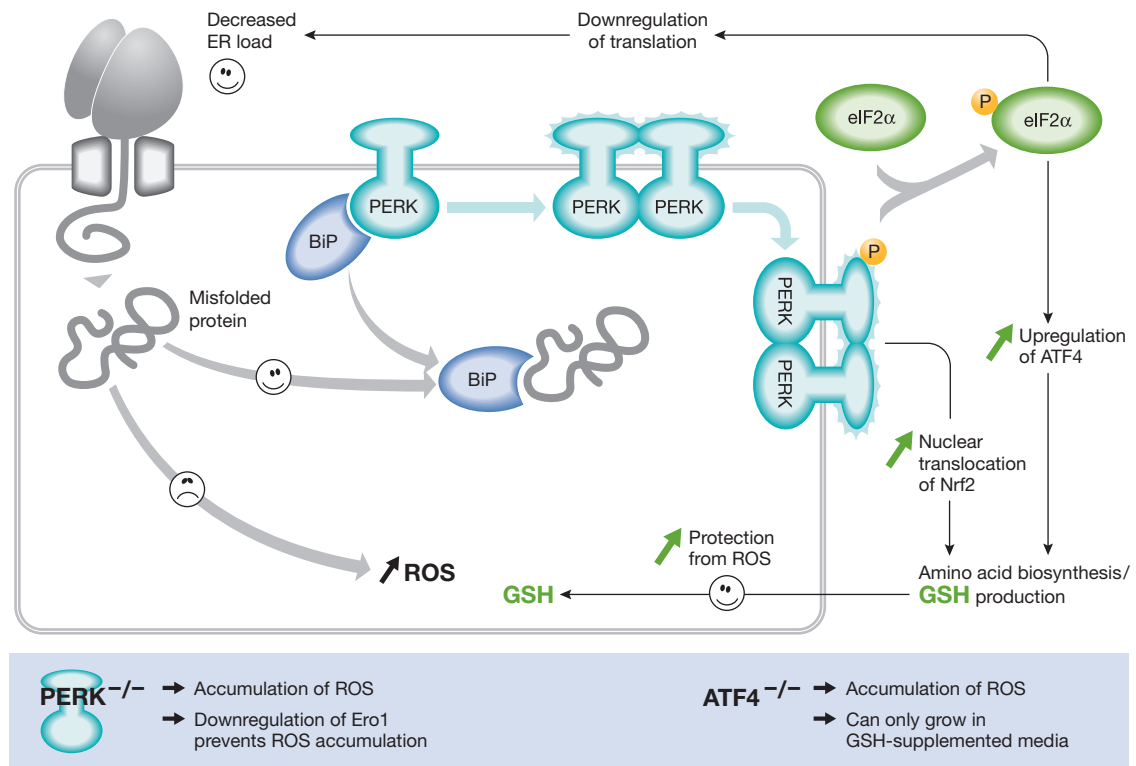 Decreased
ER load
Downregulation
of translation
P
eIF2α
eIF2α
PERK
BiP
PERK
PERK
P
PERK
PERK
Misfolded
protein
BiP
Upregulation
of ATF4
Nuclear
translocation
of Nrf2
ROS
Protection
from ROS
GSH
Amino acid biosynthesis/
GSH production
PERK−/−
Accumulation of ROS
Downregulation of Ero1
prevents ROS accumulation
ATF4−/−
Accumulation of ROS
Can only grow in
GSH-supplemented media